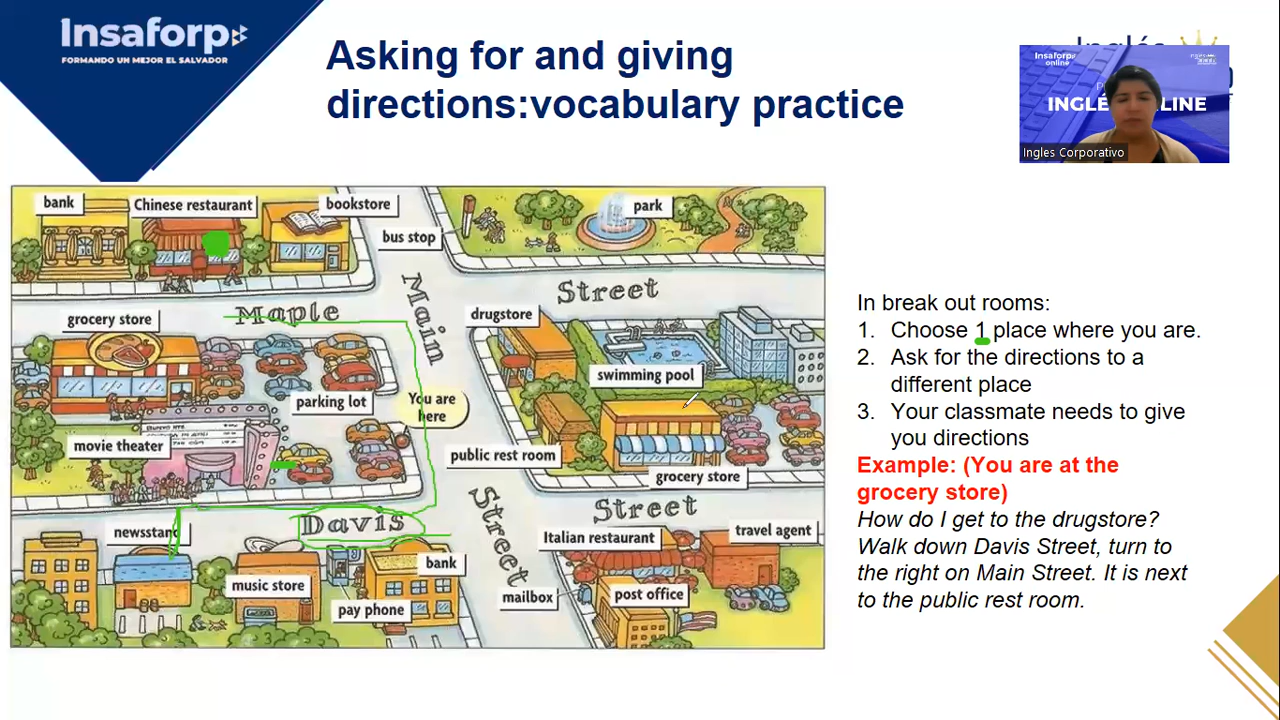 Insaforp
FORMANDO UN MEJOR EL SALVADOR
Asking for and giving
directions:vocabulary practice
Inglés
Insaforp
online
INGLÉ
LINE
Ingles Corporativo
bank
Chinese restaurant
bookstore
bus stop
park
Main
Street
grocery store
Maple
drugstore
swimming pool
parking lot
You are
here
movie theater
public rest room
grocery store
Davis
Street
Street
newsstand
Italian restaurant
travel agent
music store
bank
pay phone
mailbox
post office
In break out rooms:
1. Choose 1 place where you are.
2. Ask for the directions to a
different place
3. Your classmate needs to give
you directions
Example: (You are at the
grocery store)
How do I get to the drugstore?
Walk down Davis Street, turn to
the right on Main Street. It is next
to the public rest room.